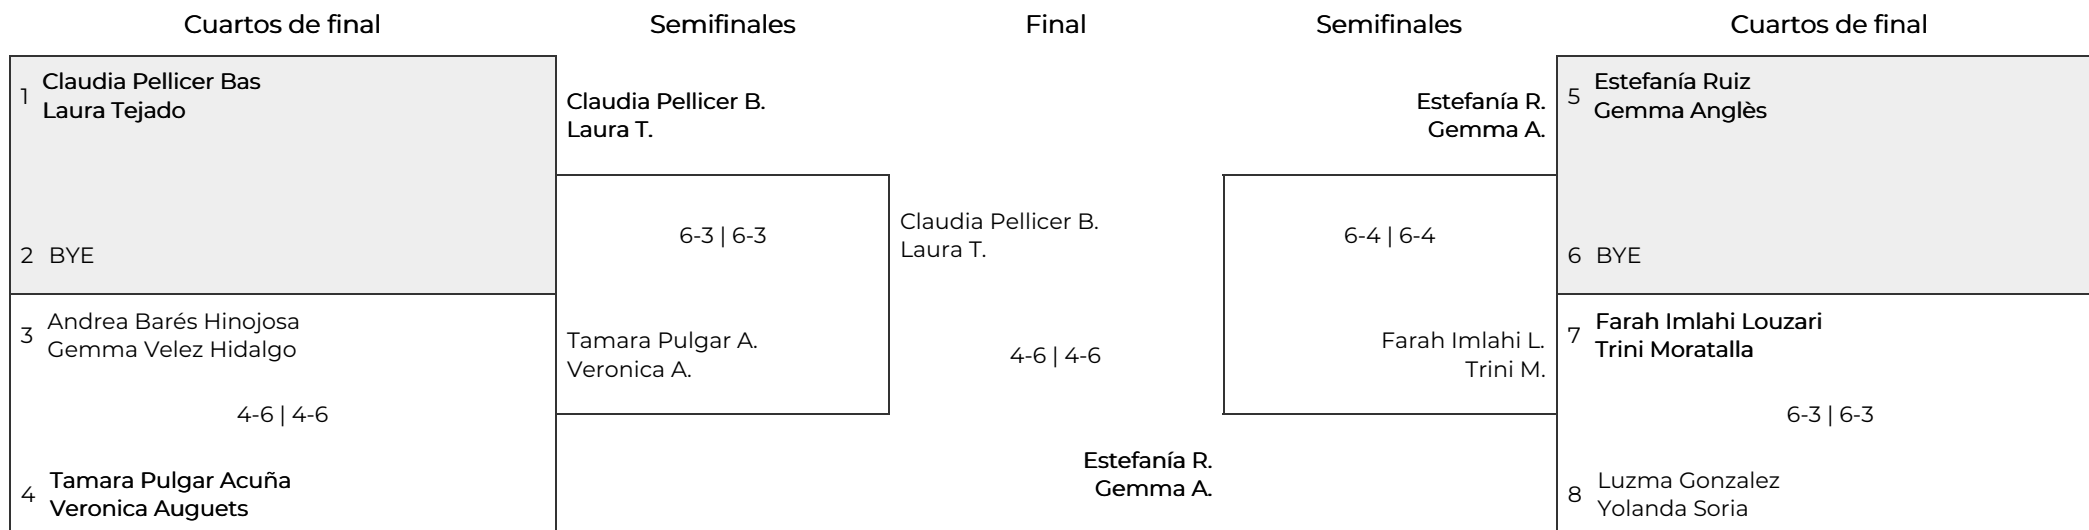 Cuartos de final
Semifinales
Final
Semifinales
Cuartos de final
1
Claudia Pellicer Bas
Laura Tejado
2 BYE
3
Andrea Barés Hinojosa
Gemma Velez Hidalgo
4-6 | 4-6
4
Tamara Pulgar Acuña
Veronica Auguets
Claudia Pellicer B.
Laura T.
6-3 | 6-3
Tamara Pulgar A.
Veronica A.
Claudia Pellicer B.
Laura T.
4-6 | 4-6
Estefanía R.
Gemma A.
Estefanía R.
Gemma A.
6-4 | 6-4
Farah Imlahi L.
Trini M.
5
Estefanía Ruiz
Gemma Anglès
6 BYE
7
Farah Imlahi Louzari
Trini Moratalla
6-3 | 6-3
8
Luzma Gonzalez
Yolanda Soria